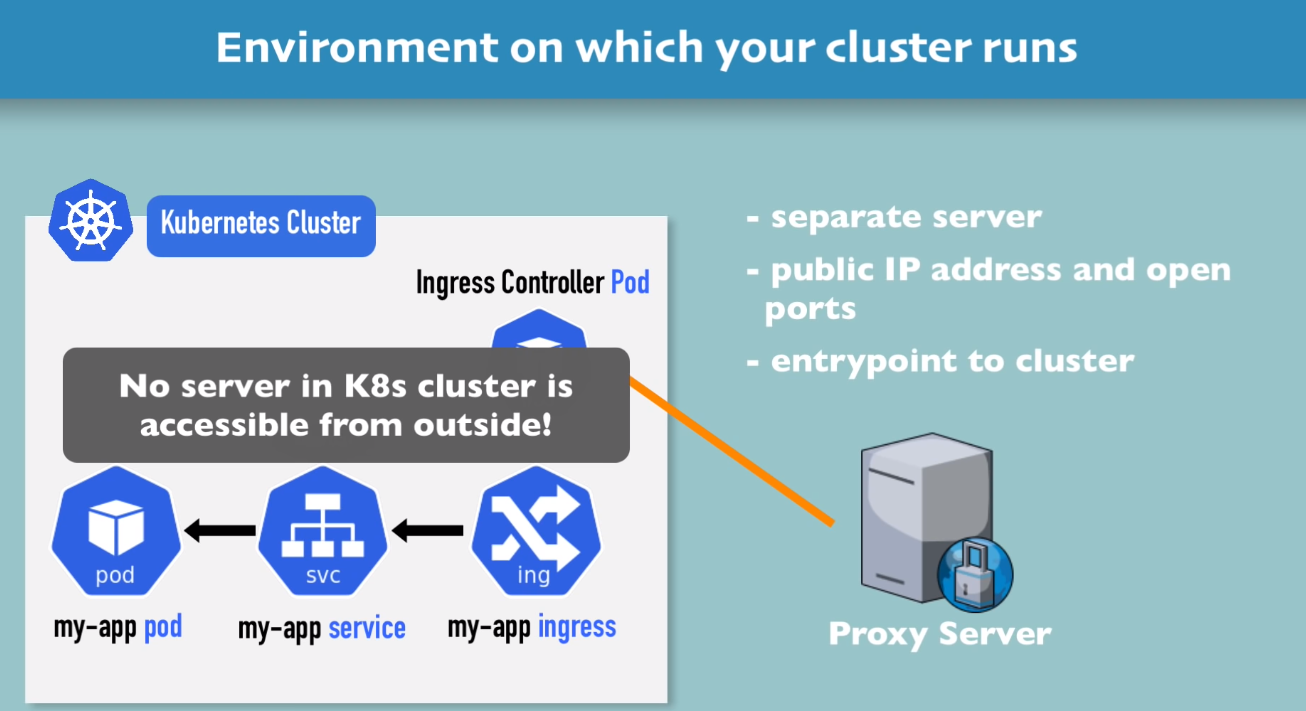 Environment on which your cluster runs
Kubernetes Cluster
Ingress Controller Pod
No server in K8s cluster is
accessible from outside!
pod
svc
ing
my-app pod
my-app service
my-app ingress
- separate server
- public IP address and open
ports
- entrypoint to cluster
Proxy Server